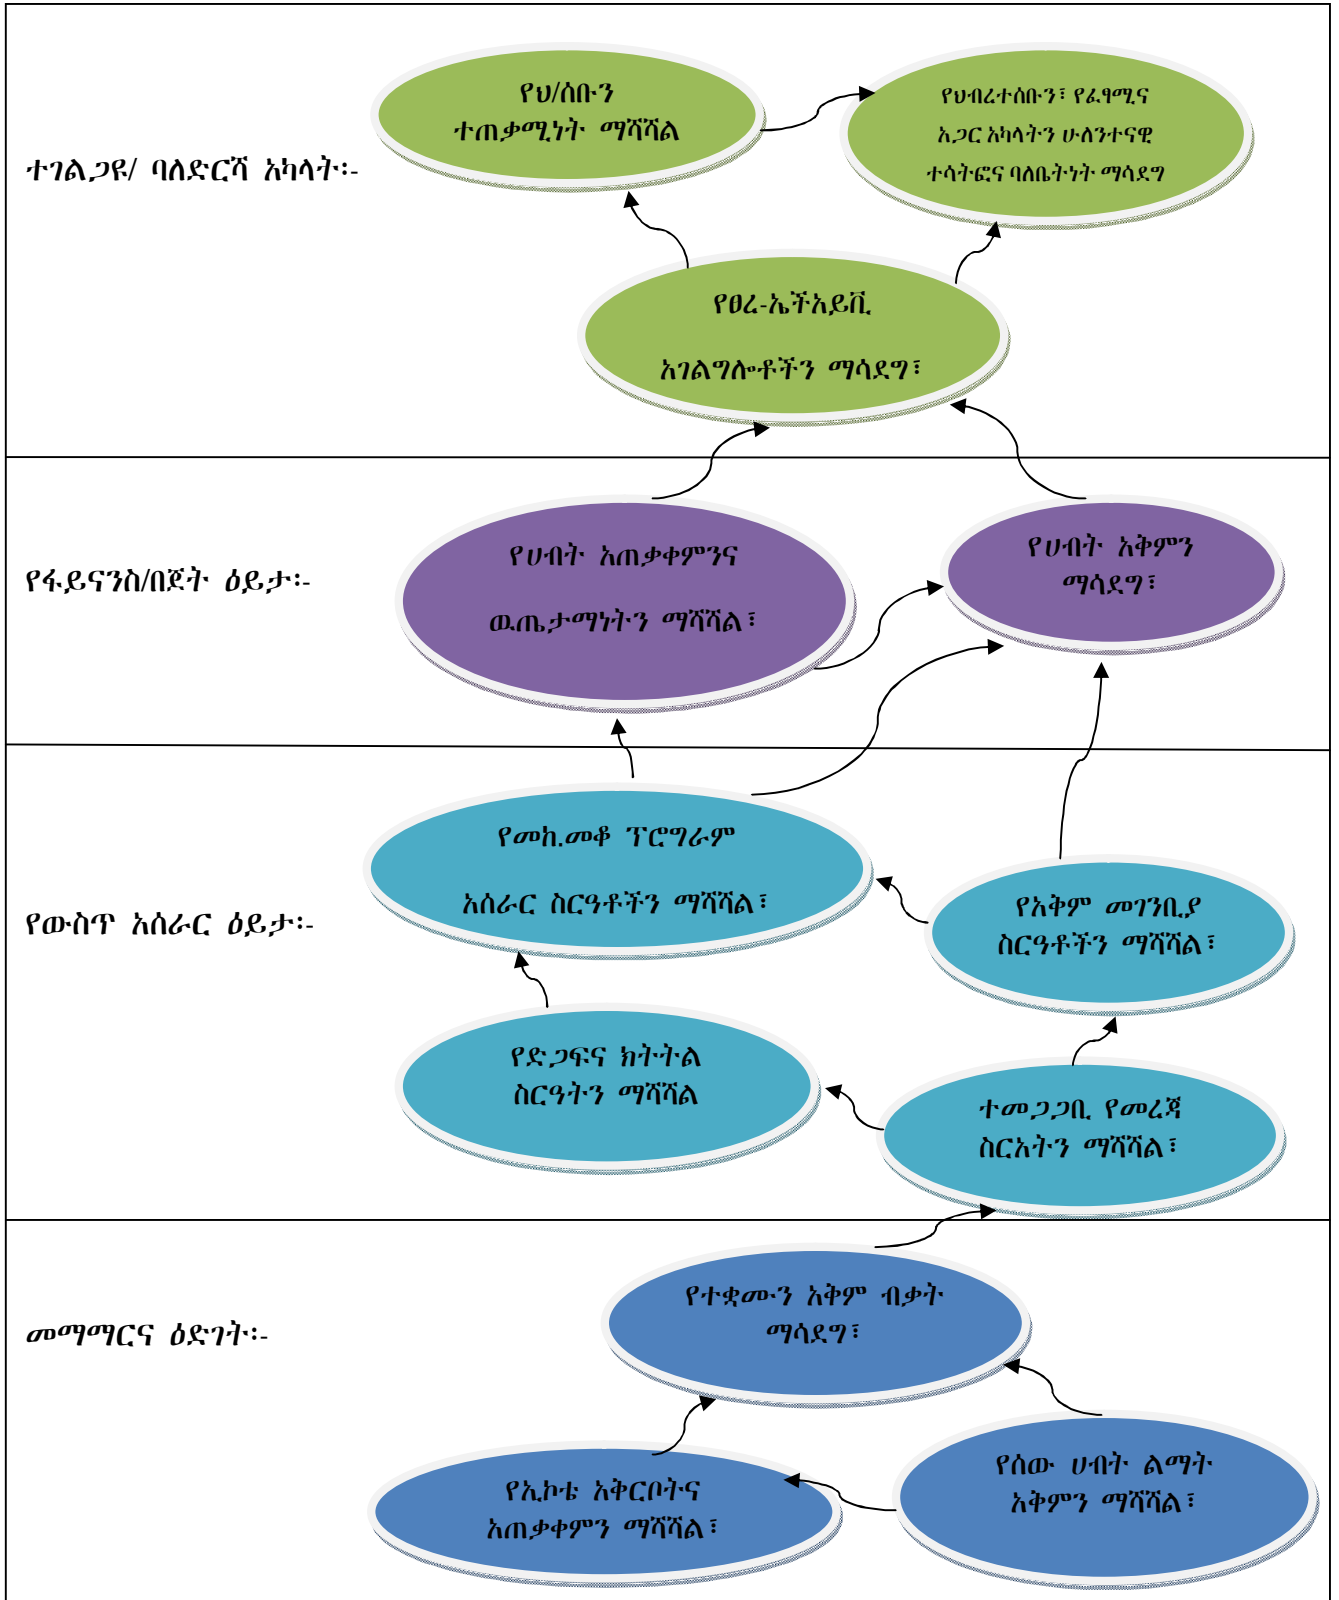 የህ/ሰቡን
ተጠቃሚነት ማሻሻል
የህብረተሰቡን፣ የፈፃሚና
አጋር አካላትን ሁለንተናዊ
ተሳትፎና ባለቤትነት ማሳደግ
ተገልጋዩ/ ባለድርሻ አካላት፡-
የፀረ-ኤችአይቪ
አገልግሎቶችን ማሳደግ፣
የፋይናንስ/በጀት ዕይታ፡-
የሀብት አጠቃቀምንና
ዉጤታማነትን ማሻሻል፣
የሀብት አቅምን
ማሳደግ፣
የውስጥ አሰራር ዕይታ፡-
የመከ.መቆ ፕሮግራም
አሰራር ስርዓቶችን ማሻሻል፣
የአቅም መገንቢያ
ስርዓቶችን ማሻሻል፣
የድጋፍና ክትትል
ስርዓትን ማሻሻል
ተመጋጋቢ የመረጃ
ስርአትን ማሻሻል፣
መማማርና ዕድገት፡-
የተቋሙን አቅም ብቃት
ማሳደግ፣
የኢኮቴ አቅርቦትና
አጠቃቀምን ማሻሻል፣
የሰው ሀብት ልማት
አቅምን ማሻሻል፣